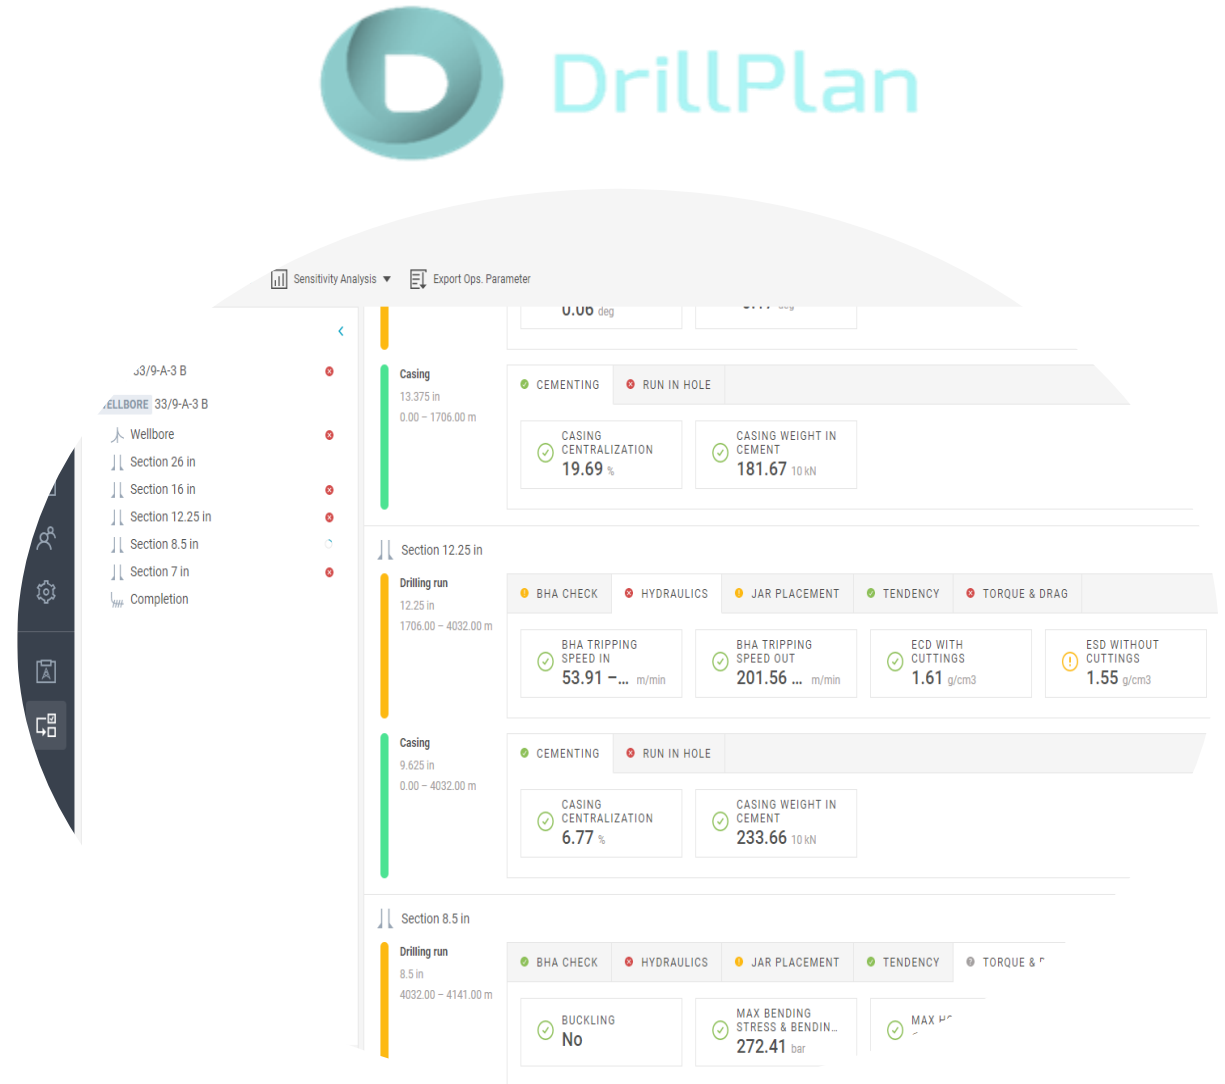 DrillPlan
Sensitivity Analysis
Export Ops. Parameter
0.06 deg
deg
33/9-A-3 B
WELLBORE 33/9-A-3 B
Wellbore
Section 26 in
Section 16 in
Section 12.25 in
Section 8.5 in
Section 7 in
Completion
Casing
13.375 in
0.00 – 1706.00 m
CEMENTING
RUN IN HOLE
CASING
CENTRALIZATION
19.69 %
CASING WEIGHT IN
CEMENT
181.67 10 kN
Section 12.25 in
Drilling run
12.25 in
1706.00 – 4032.00 m
BHA CHECK
HYDRAULICS
JAR PLACEMENT
TENDENCY
TORQUE & DRAG
BHA TRIPPING
SPEED IN
53.91 –... m/min
BHA TRIPPING
SPEED OUT
201.56 ... m/min
ECD WITH
CUTTINGS
1.61 g/cm3
ESD WITHOUT
CUTTINGS
1.55 g/cm3
Casing
9.625 in
0.00 – 4032.00 m
CEMENTING
RUN IN HOLE
CASING
CENTRALIZATION
6.77 %
CASING WEIGHT IN
CEMENT
233.66 10 kN
Section 8.5 in
Drilling run
8.5 in
4032.00 – 4141.00 m
BHA CHECK
HYDRAULICS
JAR PLACEMENT
TENDENCY
TORQUE &
BUCKLING
No
MAX BENDING
STRESS & BENDIN...
272.41 bar
MAX